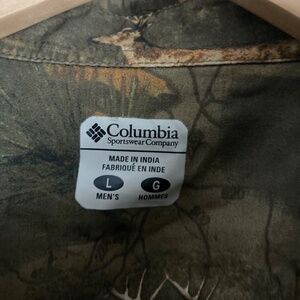 Columbia
Sportswear Company
MADE IN INDIA
FABRIQUÉ EN INDE
L G
MEN'S HOMMES